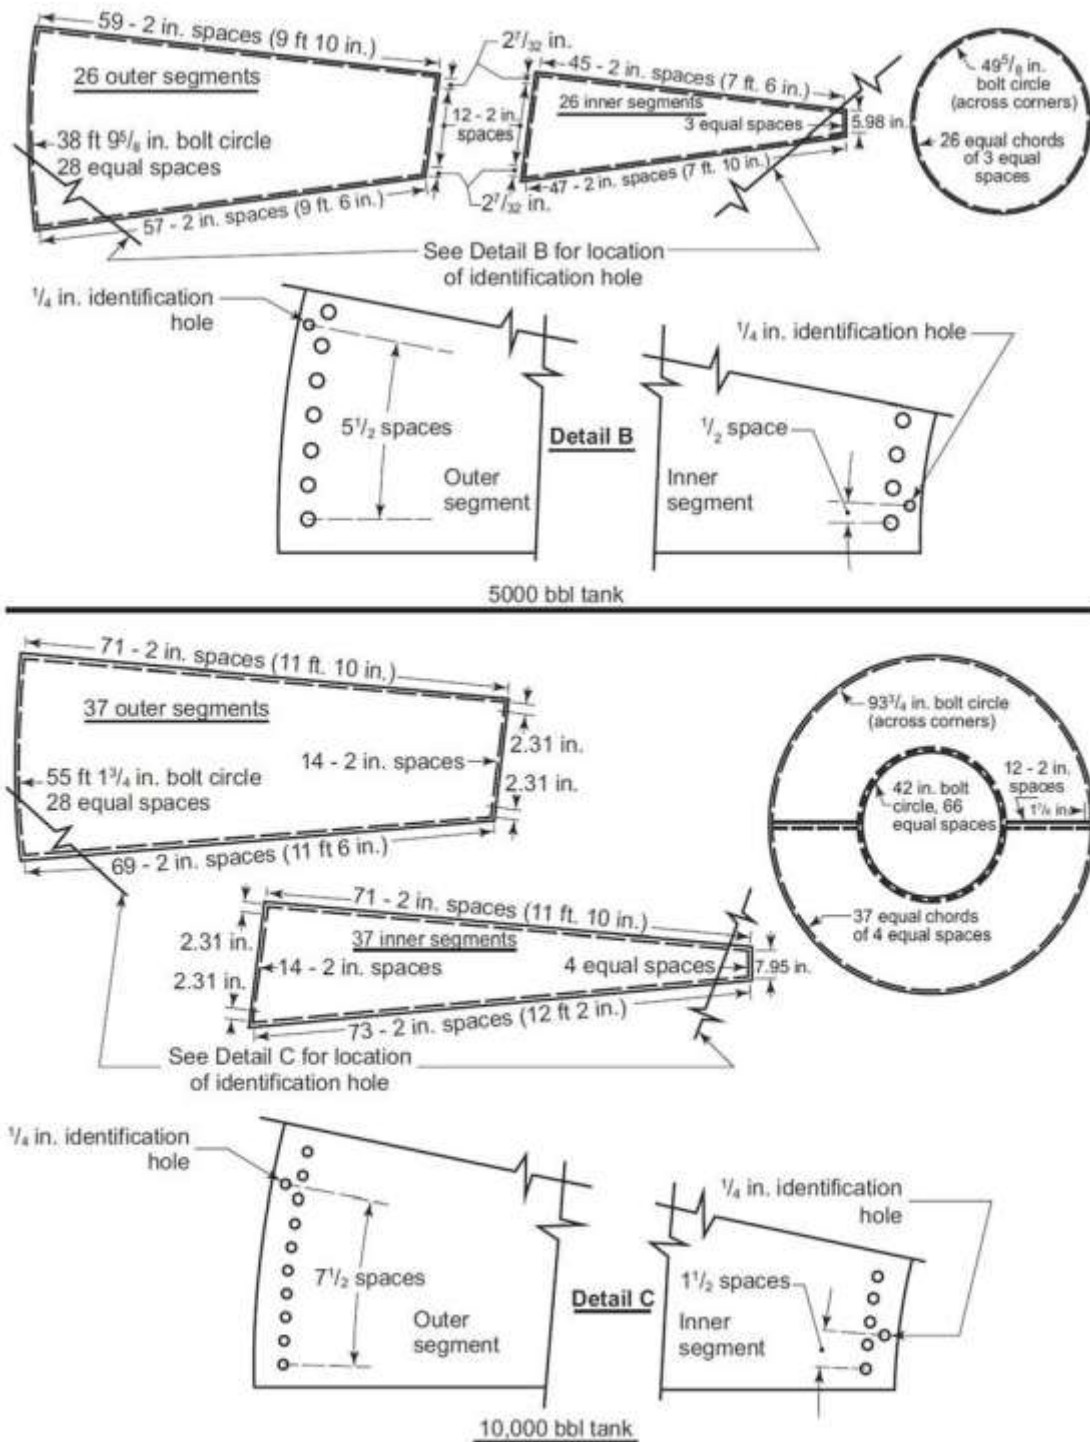 59 - 2 in. spaces (9 ft 10 in.)
26 outer segments
38 ft 9⁵/₈ in. bolt circle
28 equal spaces
57 - 2 in. spaces (9 ft. 6 in.)
2⁷/₃₂ in.
12 - 2 in.
spaces
2⁷/₃₂ in.
45 - 2 in. spaces (7 ft. 6 in.)
26 inner segments
3 equal spaces
5.98 in.
47 - 2 in. spaces (7 ft. 10 in.)
49⁵/₈ in.
bolt circle
(across corners)
26 equal chords
of 3 equal
spaces
See Detail B for location
of identification hole
¹/₄ in. identification
hole
5¹/₂ spaces
Outer
segment
Detail B
¹/₄ in. identification hole
¹/₂ space
Inner
segment
5000 bbl tank
71 - 2 in. spaces (11 ft. 10 in.)
37 outer segments
14 - 2 in. spaces
2.31 in.
2.31 in.
55 ft 1³/₄ in. bolt circle
28 equal spaces
69 - 2 in. spaces (11 ft 6 in.)
93³/₄ in. bolt circle
(across corners)
42 in. bolt
circle, 66
equal spaces
12 - 2 in.
spaces
37 equal chords
of 4 equal spaces
71 - 2 in. spaces (11 ft. 10 in.)
2.31 in.
37 inner segments
14 - 2 in. spaces
4 equal spaces
7.95 in.
2.31 in.
73 - 2 in. spaces (12 ft 2 in.)
See Detail C for location
of identification hole
¹/₄ in. identification
hole
7¹/₂ spaces
Outer
segment
Detail C
¹/₄ in. identification
hole
1¹/₂ spaces
Inner
segment
10,000 bbl tank